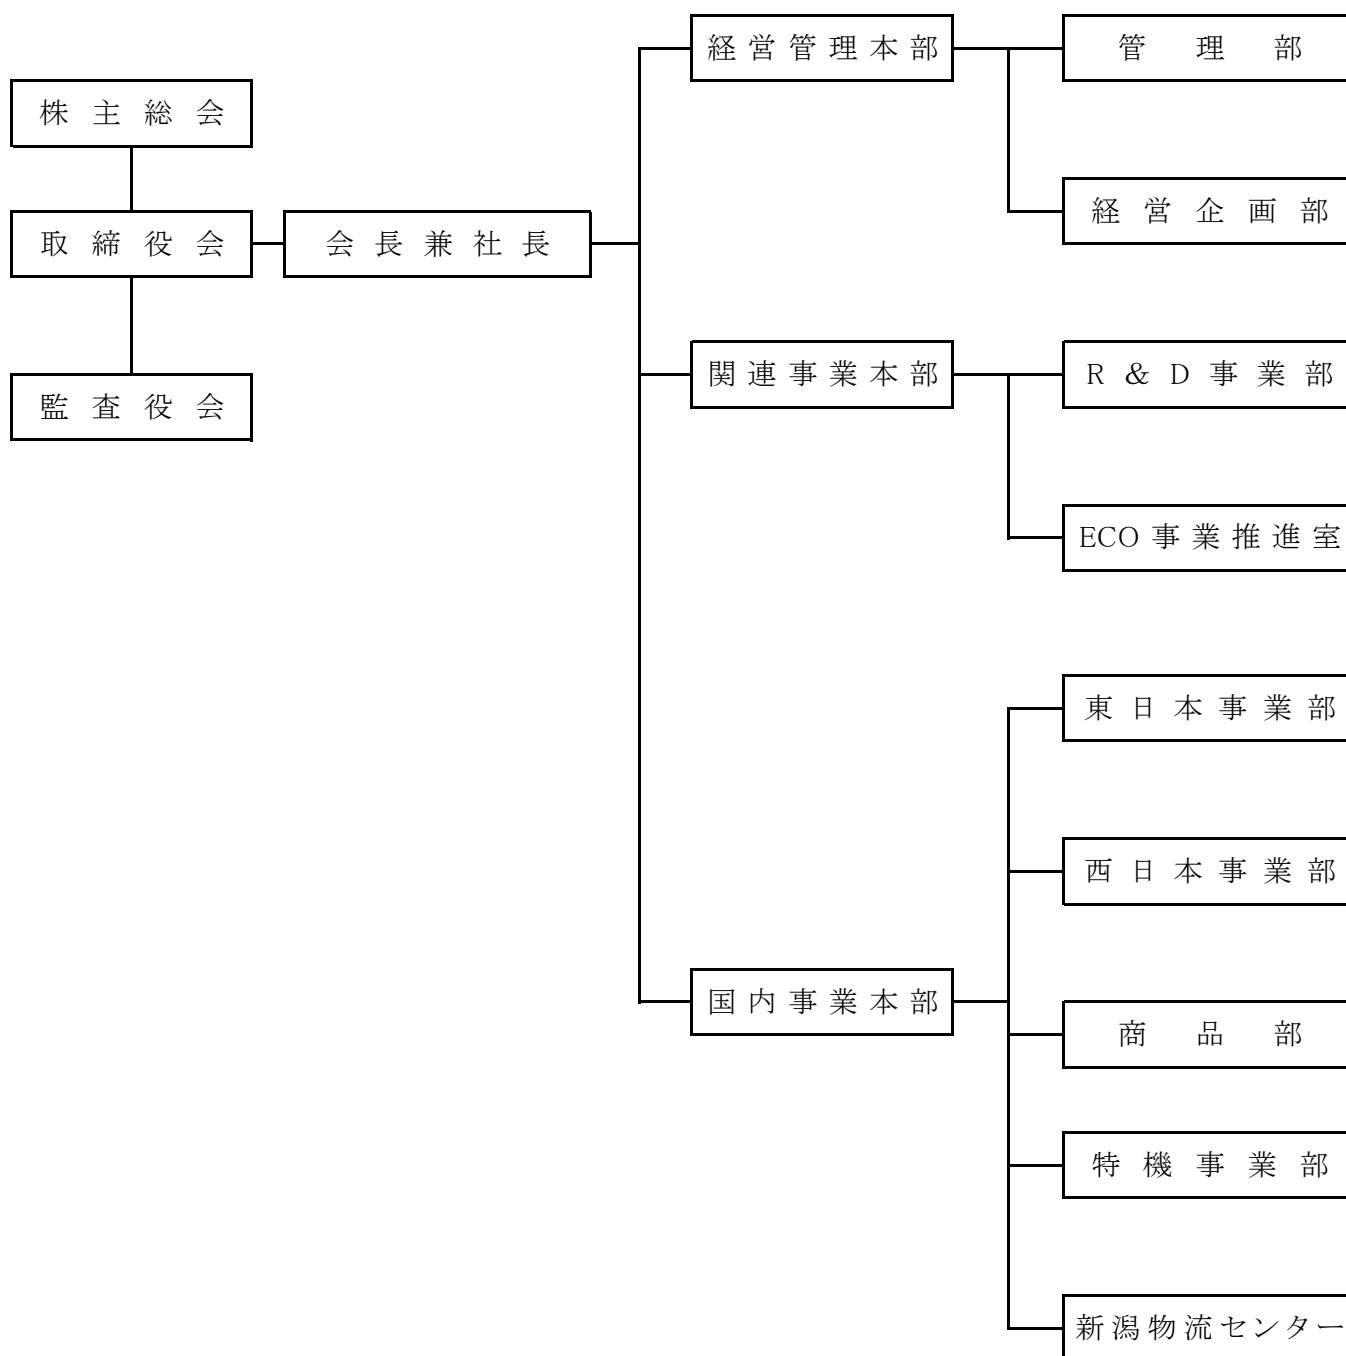 株主総会
取締役会
監査役会
会長兼社長
経営管理本部
管理部
経営企画部
関連事業本部
R&D事業部
ECO事業推進室
国内事業本部
東日本事業部
西日本事業部
商品部
特機事業部
新潟物流センター